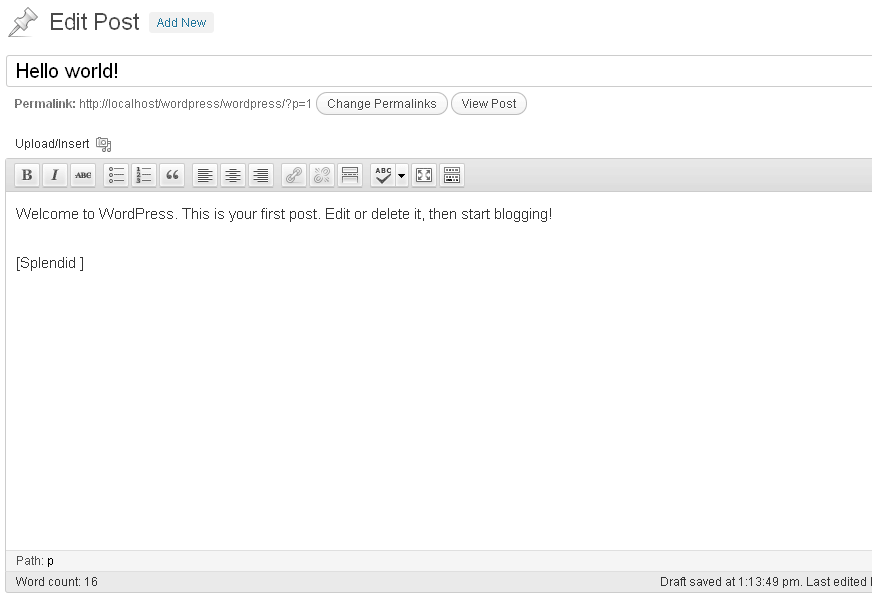 Edit Post Add New
Hello world!
Permalink: http://localhost/wordpress/wordpress/?p=1 Change Permalinks View Post
Upload/Insert
B I ABC ABC
Welcome to WordPress. This is your first post. Edit or delete it, then start blogging!
[Splendid ]
Path: p
Word count: 16 Draft saved at 1:13:49 pm. Last edited